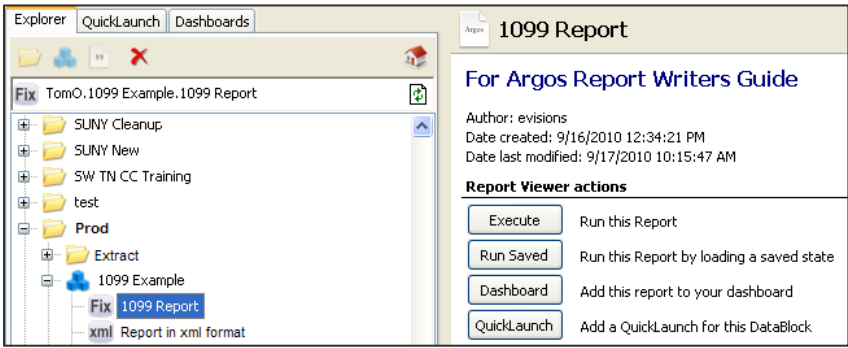 Explorer QuickLaunch Dashboards
Fix TomO.1099 Example.1099 Report
SUNY Cleanup
SUNY New
SW TN CC Training
test
Prod
Extract
1099 Example
Fix 1099 Report
xml Report in xml format
Argos 1099 Report
For Argos Report Writers Guide
Author: evisions
Date created: 9/16/2010 12:34:21 PM
Date last modified: 9/17/2010 10:15:47 AM
Report Viewer actions
Execute Run this Report
Run Saved Run this Report by loading a saved state
Dashboard Add this report to your dashboard
QuickLaunch Add a QuickLaunch for this DataBlock